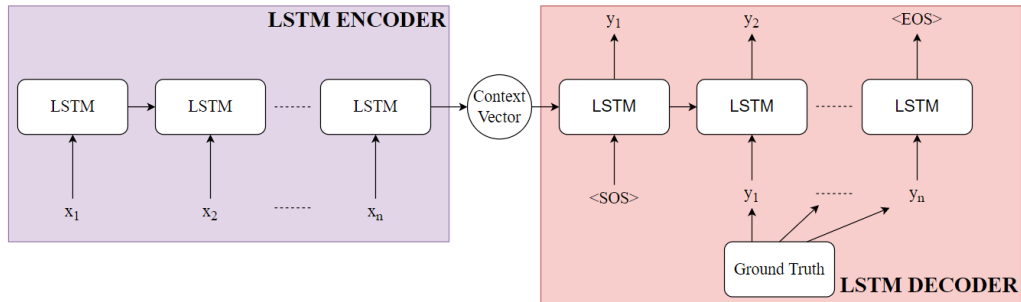 LSTM ENCODER
LSTM
LSTM
-------
LSTM
x₁
x₂
-------
xₙ
Context
Vector
LSTM DECODER
y₁
y₂
<EOS>
LSTM
LSTM
-------
LSTM
<SOS>
y₁
-------
yₙ
Ground Truth